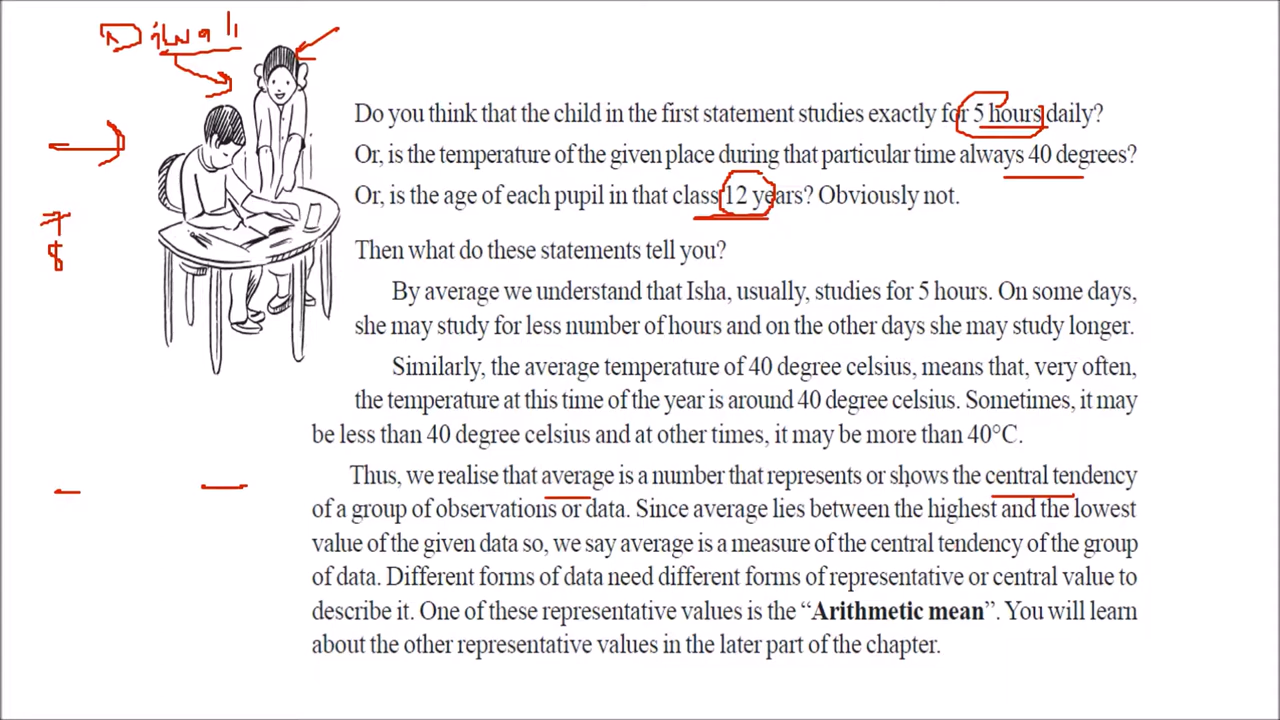 Diwali
Do you think that the child in the first statement studies exactly for 5 hours daily?
Or, is the temperature of the given place during that particular time always 40 degrees?
Or, is the age of each pupil in that class 12 years? Obviously not.
7
8
Then what do these statements tell you?
By average we understand that Isha, usually, studies for 5 hours. On some days,
she may study for less number of hours and on the other days she may study longer.
Similarly, the average temperature of 40 degree celsius, means that, very often,
the temperature at this time of the year is around 40 degree celsius. Sometimes, it may
be less than 40 degree celsius and at other times, it may be more than 40°C.
Thus, we realise that average is a number that represents or shows the central tendency
of a group of observations or data. Since average lies between the highest and the lowest
value of the given data so, we say average is a measure of the central tendency of the group
of data. Different forms of data need different forms of representative or central value to
describe it. One of these representative values is the “Arithmetic mean”. You will learn
about the other representative values in the later part of the chapter.